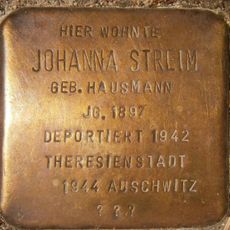 HIER WOHNTE
JOHANNA STREIM
GEB. HAUSMANN
JG. 1897
DEPORTIERT 1942
THERESIENSTADT
1944 AUSCHWITZ
? ? ?